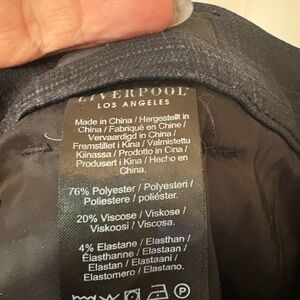 LIVERPOOL
LOS ANGELES
Made in China / Hergestellt in
China / Fabriqué en Chine /
Vervaardigd in China /
Fremstillet i Kina / Valmistettu
Kiinassa / Prodotto in Cina /
Produsert i Kina / Hecho en
China.
76% Polyester / Polyesteri /
Poliestere / poliéster.
20% Viscose / Viskose /
Viskoosi / Viscosa.
4% Elastane / Elasthan /
Élasthanne / Elastaan /
Elastan / Elastaani /
Elastomero / Elastano.